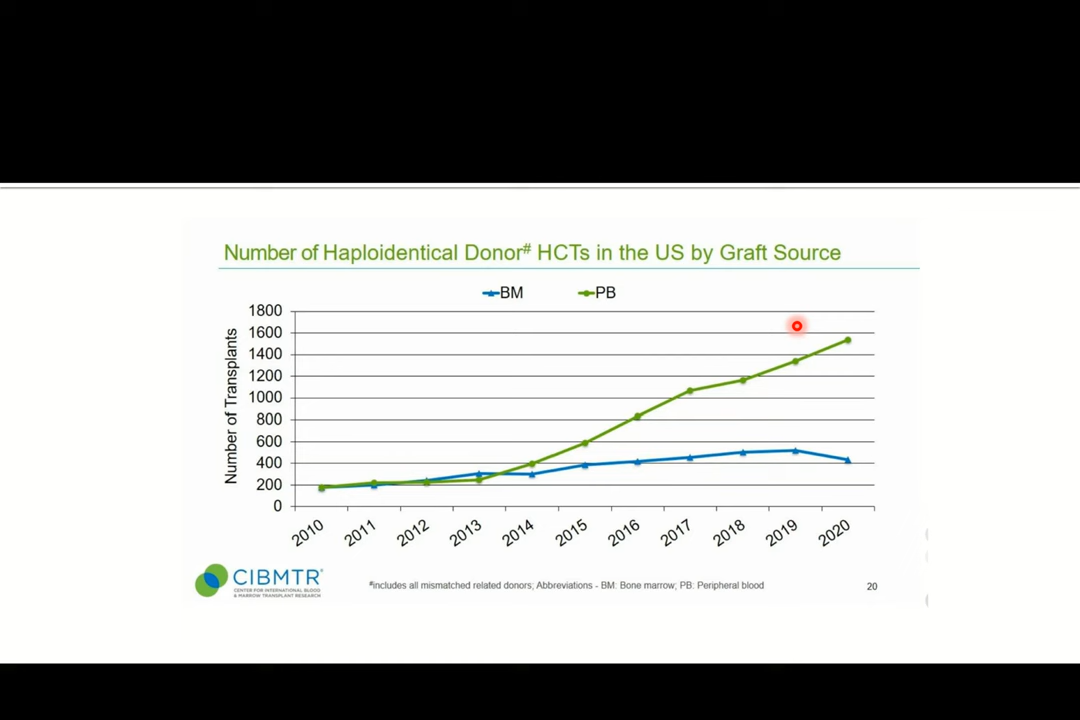 Number of Haploidentical Donor# HCTs in the US by Graft Source
BM PB
1800
1600
1400
1200
1000
800
600
400
200
0
Number of Transplants
2010 2011 2012 2013 2014 2015 2016 2017 2018 2019 2020
CIBMTR®
CENTER FOR INTERNATIONAL BLOOD
& MARROW TRANSPLANT RESEARCH
#includes all mismatched related donors; Abbreviations - BM: Bone marrow; PB: Peripheral blood
20